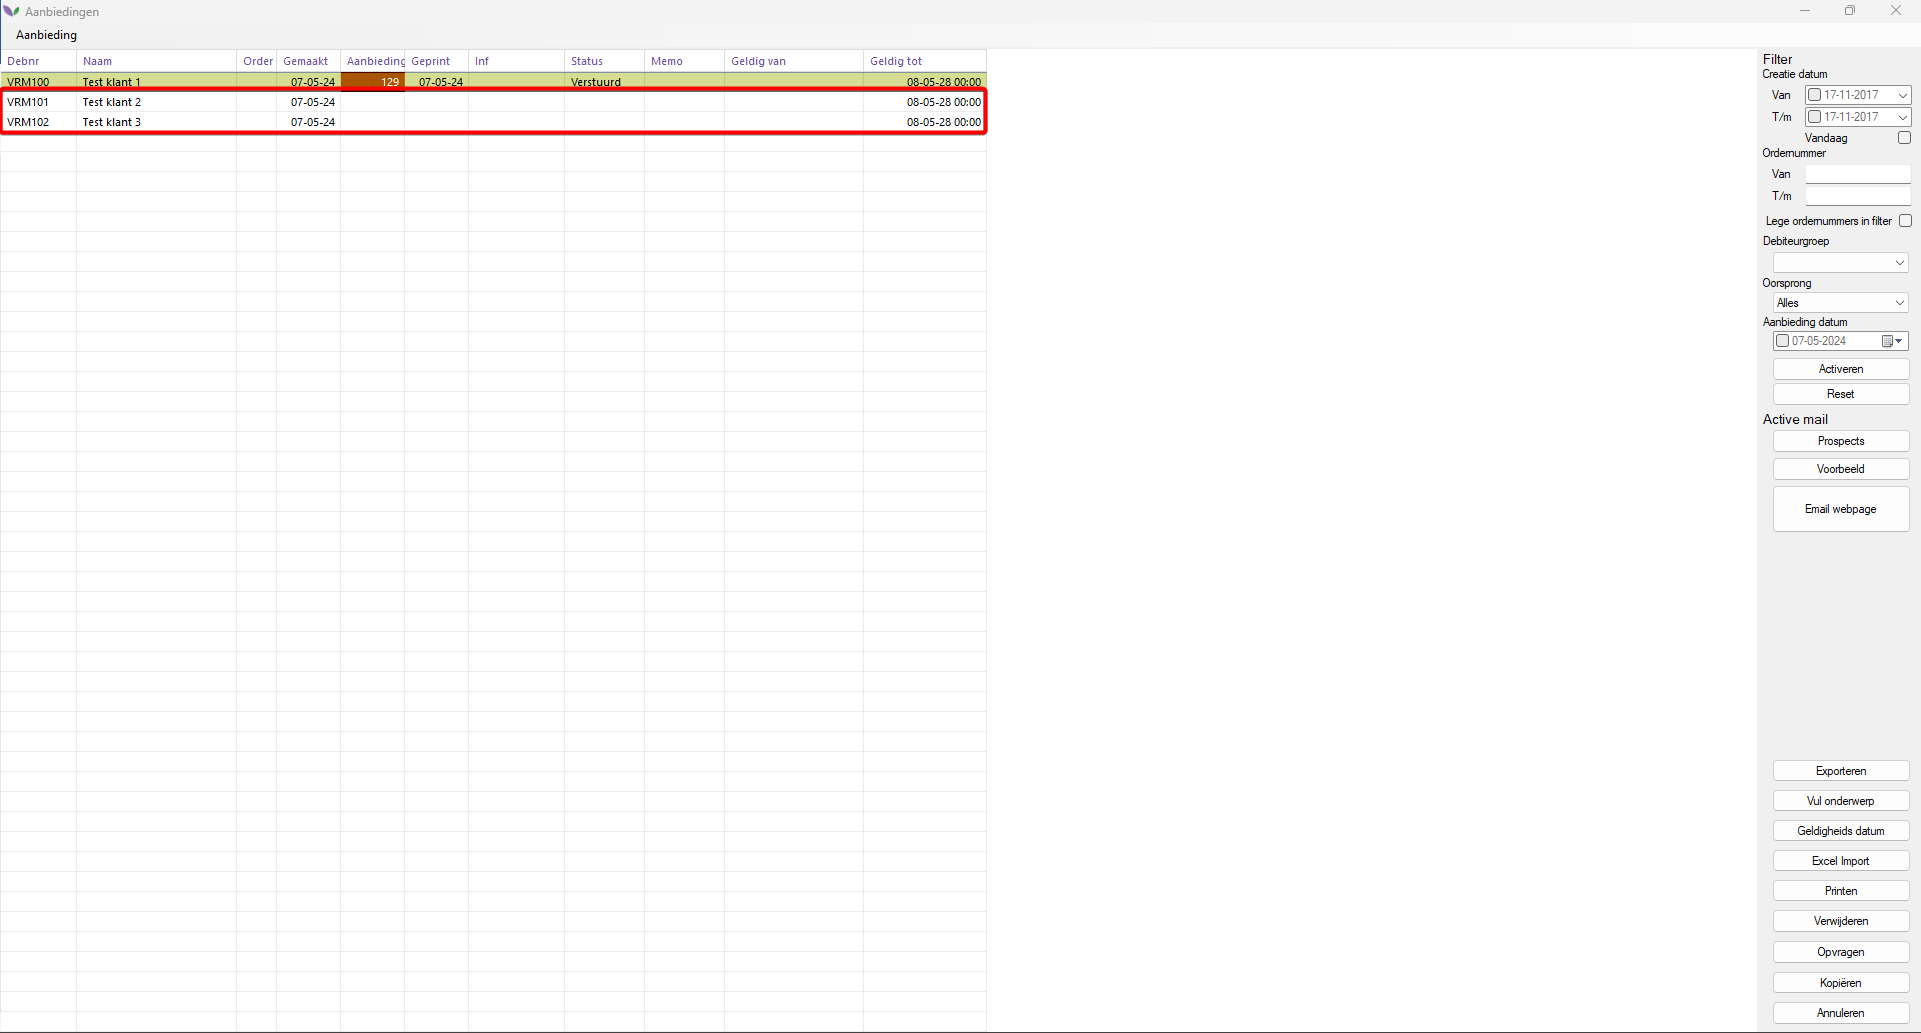 Aanbiedingen
Aanbieding
Debnr Naam Order Gemaakt Aanbieding Geprint Inf Status Memo Geldig van Geldig tot
VRM100 Test klant 1 07-05-24 129 07-05-24 Verstuurd 08-05-28 00:00
VRM101 Test klant 2 07-05-24 08-05-28 00:00
VRM102 Test klant 3 07-05-24 08-05-28 00:00
Filter
Creatie datum
Van 17-11-2017
T/m 17-11-2017
Vandaag
Ordernummer
Van
T/m
Lege ordernummers in filter
Debiteurgroep
Oorsprong
Alles
Aanbieding datum
07-05-2024
Activeren
Reset
Active mail
Prospects
Voorbeeld
Email webpage
Exporteren
Vul onderwerp
Geldigheids datum
Excel Import
Printen
Verwijderen
Opvragen
Kopiëren
Annuleren